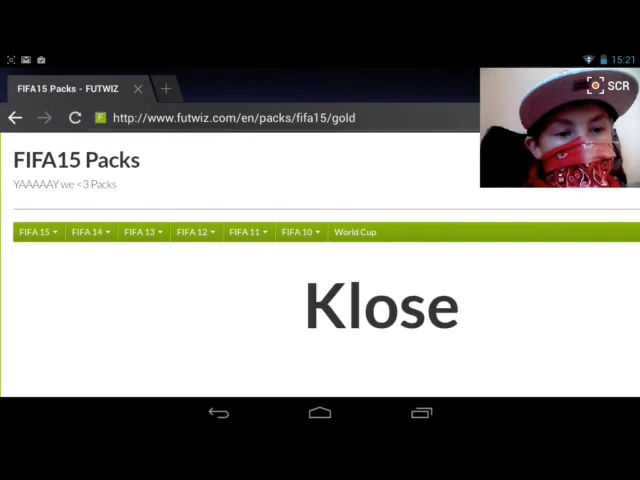 15:21
FIFA15 Packs - FUTWIZ
SCR
http://www.futwiz.com/en/packs/fifa15/gold
FIFA15 Packs
YAAAAAY we <3 Packs
FIFA 15 FIFA 14 FIFA 13 FIFA 12 FIFA 11 FIFA 10 World Cup
Klose